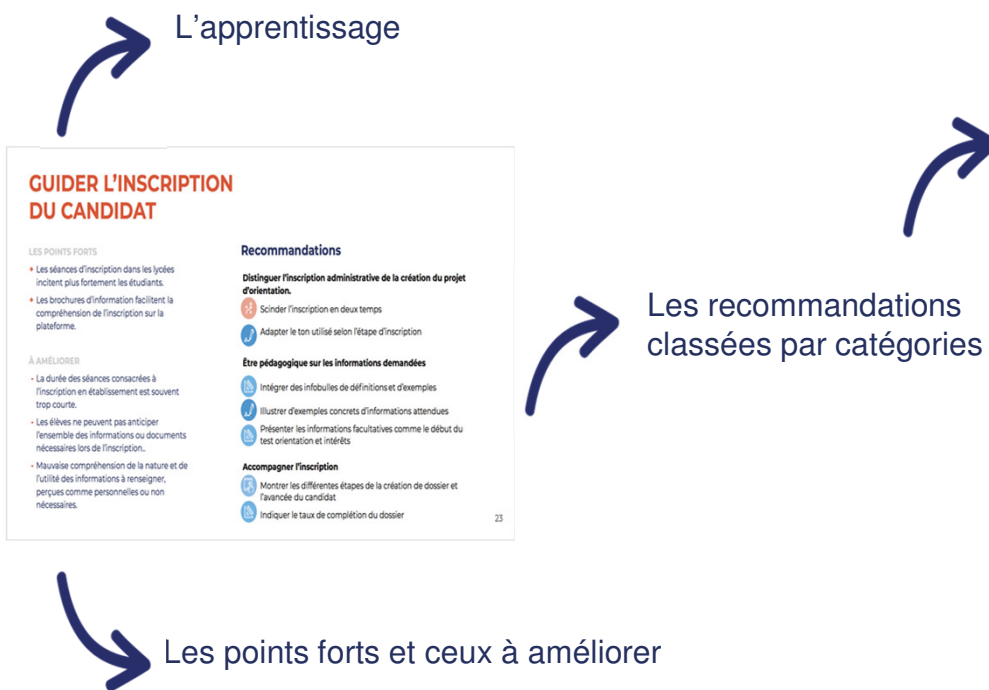 L'apprentissage
GUIDER L'INSCRIPTION
DU CANDIDAT
LES POINTS FORTS
Les séances d'inscription dans les lycées
incitent plus fortement les étudiants.
Les brochures d'information facilitent la
compréhension de l'inscription sur la
plateforme.
À AMÉLIORER
- La durée des séances consacrées à
l'inscription en établissement est souvent
trop courte.
- Les élèves ne peuvent pas anticiper
l'ensemble des informations ou documents
nécessaires lors de l'inscription..
- Mauvaise compréhension de la nature et de
l'utilité des informations à renseigner,
perçues comme personnelles ou non
nécessaires.
Recommandations
Distinguer l'inscription administrative de la création du projet
d'orientation.
Scinder l'inscription en deux temps
Adapter le ton utilisé selon l'étape d'inscription
Être pédagogique sur les informations demandées
Intégrer des infobulles de définitions et d'exemples
Illustrer d'exemples concrets d'informations attendues
Présenter les informations facultatives comme le début du
test orientation et intérêts
Accompagner l'inscription
Montrer les différentes étapes de la création de dossier et
l'avancée du candidat
Indiquer le taux de complétion du dossier
23
Les recommandations
classées par catégories
Les points forts et ceux à améliorer